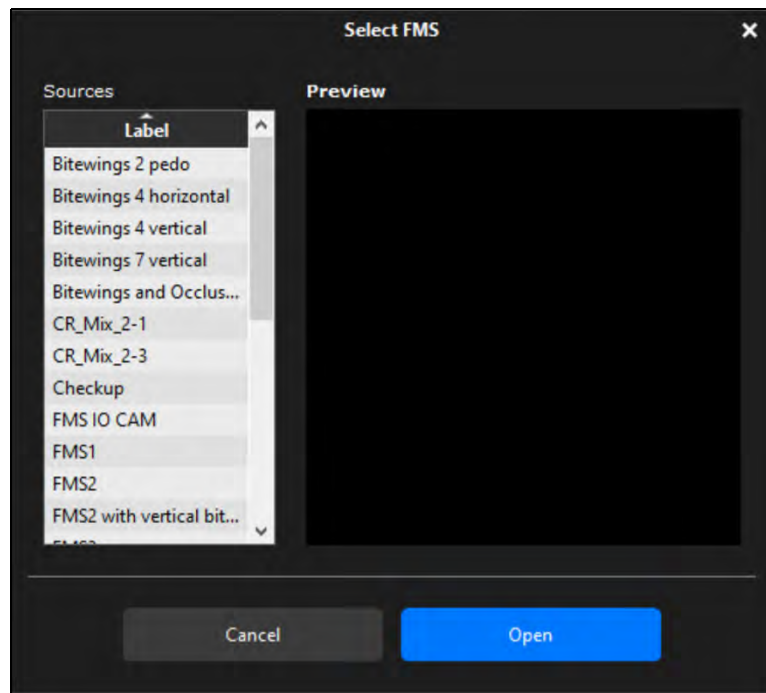 Select FMS
Sources
Preview
Label
Bitewings 2 pedo
Bitewings 4 horizontal
Bitewings 4 vertical
Bitewings 7 vertical
Bitewings and Occlus...
CR_Mix_2-1
CR_Mix_2-3
Checkup
FMS IO CAM
FMS1
FMS2
FMS2 with vertical bit...
Cancel
Open